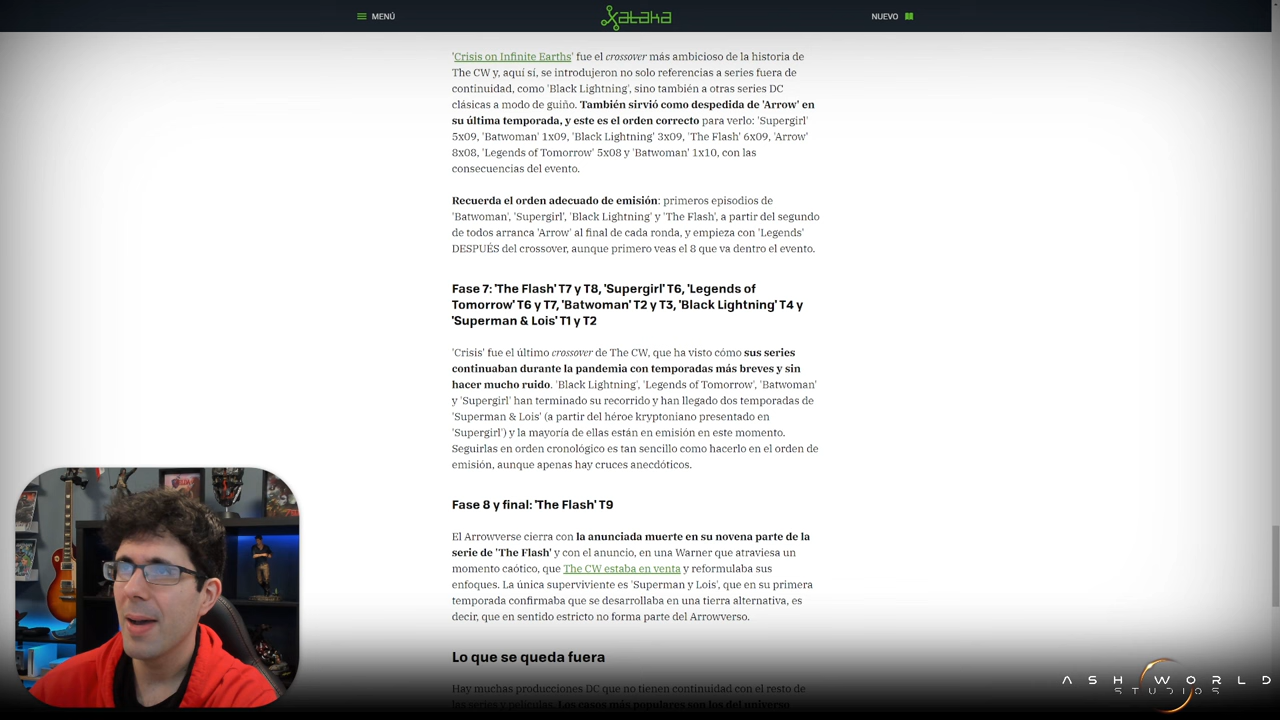 MENÚ
xataka
NUEVO
'Crisis on Infinite Earths' fue el crossover más ambicioso de la historia de
The CW y, aquí sí, se introdujeron no solo referencias a series fuera de
continuidad, como 'Black Lightning', sino también a otras series DC
clásicas a modo de guiño. También sirvió como despedida de 'Arrow' en
su última temporada, y este es el orden correcto para verlo: 'Supergirl'
5x09, 'Batwoman' 1x09, 'Black Lightning' 3x09, 'The Flash' 6x09, 'Arrow'
8x08, 'Legends of Tomorrow' 5x08 y 'Batwoman' 1x10, con las
consecuencias del evento.
Recuerda el orden adecuado de emisión: primeros episodios de
'Batwoman', 'Supergirl', 'Black Lightning' y 'The Flash', a partir del segundo
de todos arranca 'Arrow' al final de cada ronda, y empieza con 'Legends'
DESPUÉS del crossover, aunque primero veas el 8 que va dentro el evento.
Fase 7: 'The Flash' T7 y T8, 'Supergirl' T6, 'Legends of
Tomorrow' T6 y T7, 'Batwoman' T2 y T3, 'Black Lightning' T4 y
'Superman & Lois' T1 y T2
'Crisis' fue el último crossover de The CW, que ha visto cómo sus series
continuaban durante la pandemia con temporadas más breves y sin
hacer mucho ruido. 'Black Lightning', 'Legends of Tomorrow', 'Batwoman'
y 'Supergirl' han terminado su recorrido y han llegado dos temporadas de
'Superman & Lois' (a partir del héroe kryptoniano presentado en
'Supergirl') y la mayoría de ellas están en emisión en este momento.
Seguirlas en orden cronológico es tan sencillo como hacerlo en el orden de
emisión, aunque apenas hay cruces anecdóticos.
Fase 8 y final: 'The Flash' T9
El Arrowverse cierra con la anunciada muerte en su novena parte de la
serie de 'The Flash' y con el anuncio, en una Warner que atraviesa un
momento caótico, que The CW estaba en venta y reformulaba sus
enfoques. La única superviviente es 'Superman y Lois', que en su primera
temporada confirmaba que se desarrollaba en una tierra alternativa, es
decir, que en sentido estricto no forma parte del Arrowverso.
Lo que se queda fuera
Hay muchas producciones DC que no tienen continuidad con el resto de
las series y películas. Los casos más populares son los del universo
ASHWORLD
STUDIOS